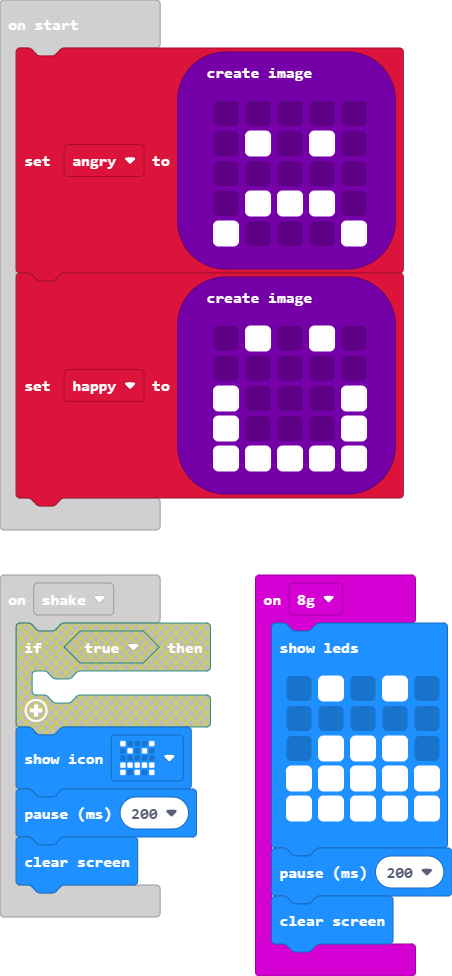 on start
create image
set angry to
create image
set happy to
on shake
if true then
show icon
pause (ms) 200
clear screen
on 8g
show leds
pause (ms) 200
clear screen